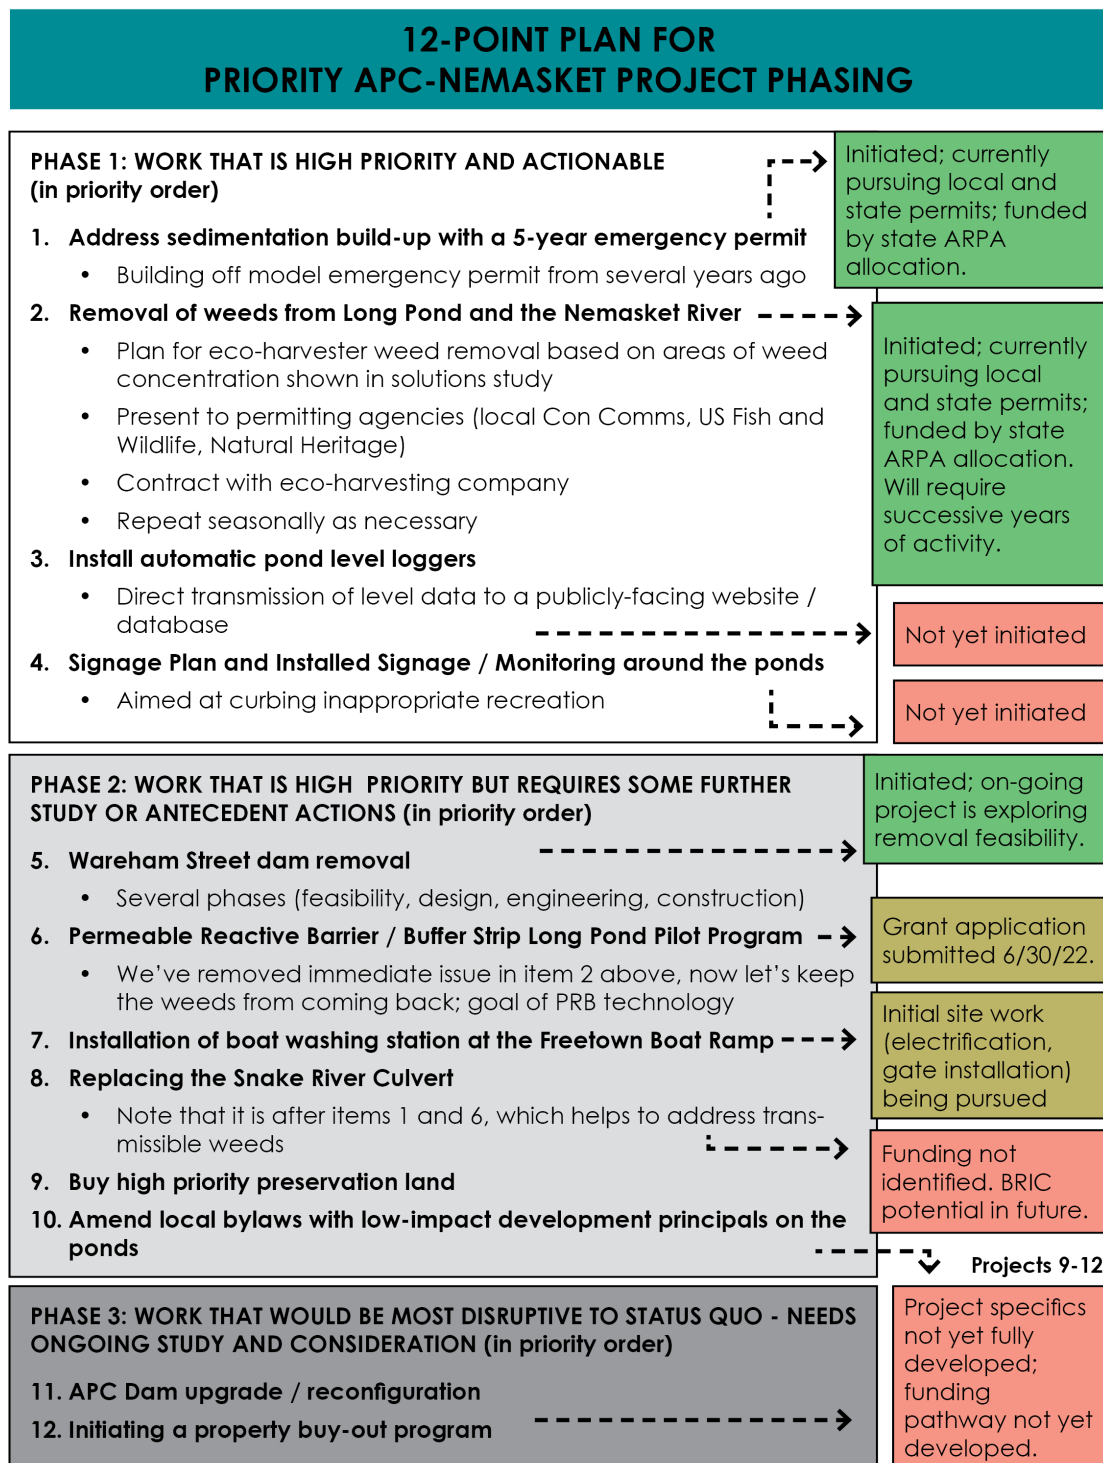 12-POINT PLAN FOR
PRIORITY APC-NEMASKET PROJECT PHASING
PHASE 1: WORK THAT IS HIGH PRIORITY AND ACTIONABLE
(in priority order)
1. Address sedimentation build-up with a 5-year emergency permit
• Building off model emergency permit from several years ago
Initiated; currently
pursuing local and
state permits; funded
by state ARPA
allocation.
2. Removal of weeds from Long Pond and the Nemasket River
• Plan for eco-harvester weed removal based on areas of weed
concentration shown in solutions study
• Present to permitting agencies (local Con Comms, US Fish and
Wildlife, Natural Heritage)
• Contract with eco-harvesting company
• Repeat seasonally as necessary
Initiated; currently
pursuing local
and state permits;
funded by state
ARPA allocation.
Will require
successive years
of activity.
3. Install automatic pond level loggers
• Direct transmission of level data to a publicly-facing website /
database
Not yet initiated
4. Signage Plan and Installed Signage / Monitoring around the ponds
• Aimed at curbing inappropriate recreation
Not yet initiated
PHASE 2: WORK THAT IS HIGH  PRIORITY BUT REQUIRES SOME FURTHER
STUDY OR ANTECEDENT ACTIONS (in priority order)
5. Wareham Street dam removal
• Several phases (feasibility, design, engineering, construction)
Initiated; on-going
project is exploring
removal feasibility.
6. Permeable Reactive Barrier / Buffer Strip Long Pond Pilot Program
• We've removed immediate issue in item 2 above, now let's keep
the weeds from coming back; goal of PRB technology
Grant application
submitted 6/30/22.
7. Installation of boat washing station at the Freetown Boat Ramp
Initial site work
(electrification,
gate installation)
being pursued
8. Replacing the Snake River Culvert
• Note that it is after items 1 and 6, which helps to address trans-
missible weeds
Funding not
identified. BRIC
potential in future.
9. Buy high priority preservation land
10. Amend local bylaws with low-impact development principals on the
ponds
Projects 9-12
PHASE 3: WORK THAT WOULD BE MOST DISRUPTIVE TO STATUS QUO - NEEDS
ONGOING STUDY AND CONSIDERATION (in priority order)
11. APC Dam upgrade / reconfiguration
12. Initiating a property buy-out program
Project specifics
not yet fully
developed;
funding
pathway not yet
developed.